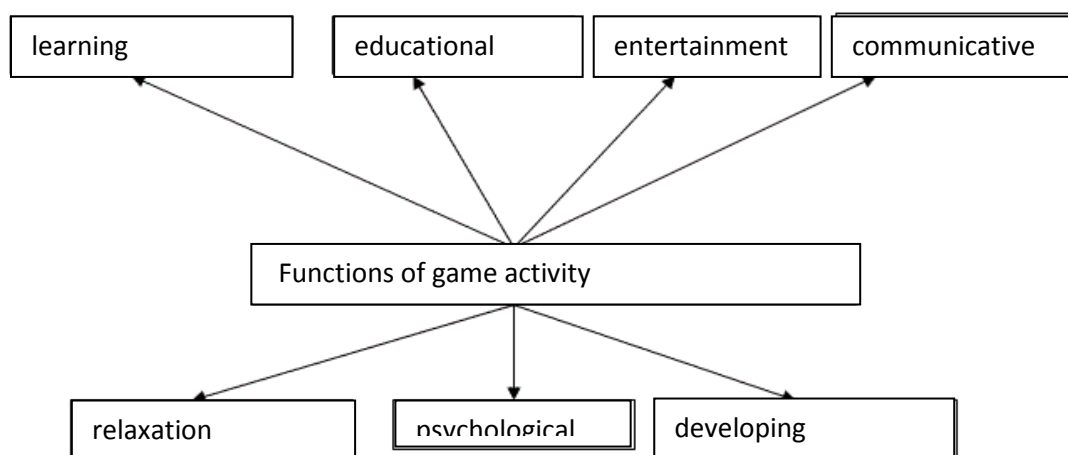 learning
educational
entertainment
communicative
Functions of game activity
relaxation
psychological
developing